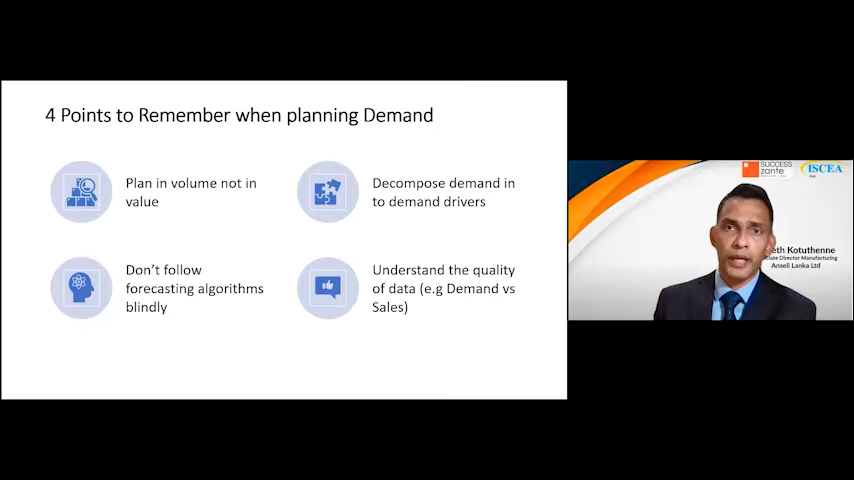 4 Points to Remember when planning Demand
Plan in volume not in
value
Decompose demand in
to demand drivers
Don't follow
forecasting algorithms
blindly
Understand the quality
of data (e.g Demand vs
Sales)
SUCCESS
zante
ISCEA
Kotuthenne
Director Manufacturing
Ansell Lanka Ltd